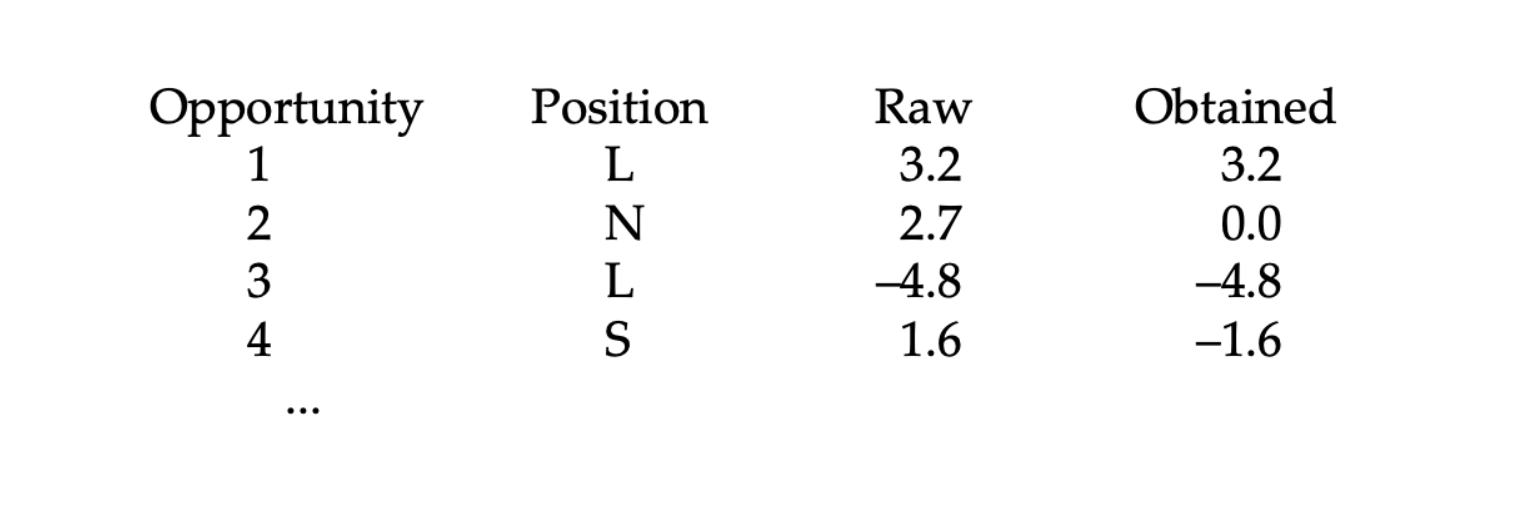 Opportunity Position Raw Obtained
1 L 3.2 3.2
2 N 2.7 0.0
3 L –4.8 –4.8
4 S 1.6 –1.6
...